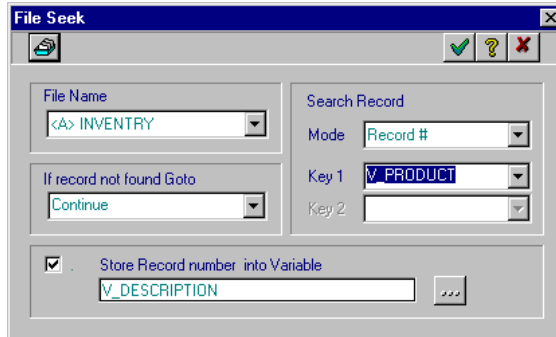 File Seek
File Name
<A> INVENTRY
If record not found Goto
Continue
Search Record
Mode Record #
Key 1 V_PRODUCT
Key 2
. Store Record number into Variable
V_DESCRIPTION
...